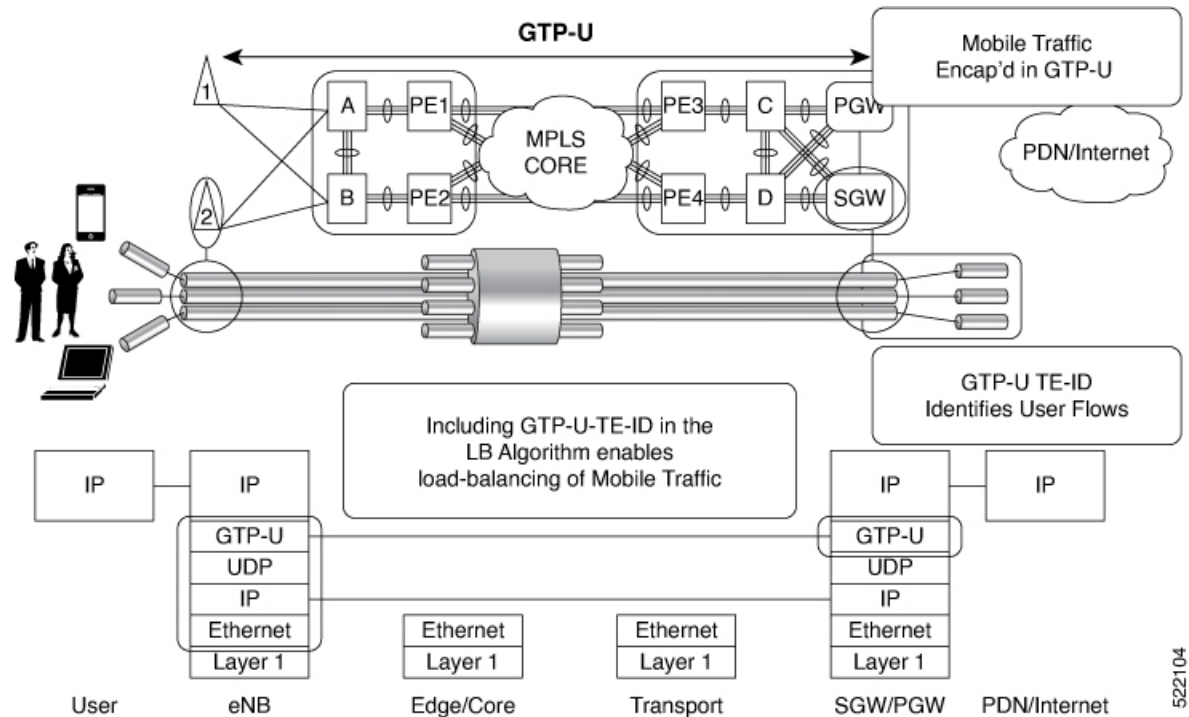 GTP-U
Mobile Traffic
Encap'd in GTP-U
1
A
PE1
PE3
C
PGW
MPLS
CORE
PDN/Internet
2
B
PE2
PE4
D
SGW
GTP-U TE-ID
Identifies User Flows
Including GTP-U-TE-ID in the
LB Algorithm enables
load-balancing of Mobile Traffic
IP
IP
IP
IP
GTP-U
GTP-U
UDP
UDP
IP
IP
Ethernet
Ethernet
Ethernet
Ethernet
Layer 1
Layer 1
Layer 1
Layer 1
User
eNB
Edge/Core
Transport
SGW/PGW
PDN/Internet
522104